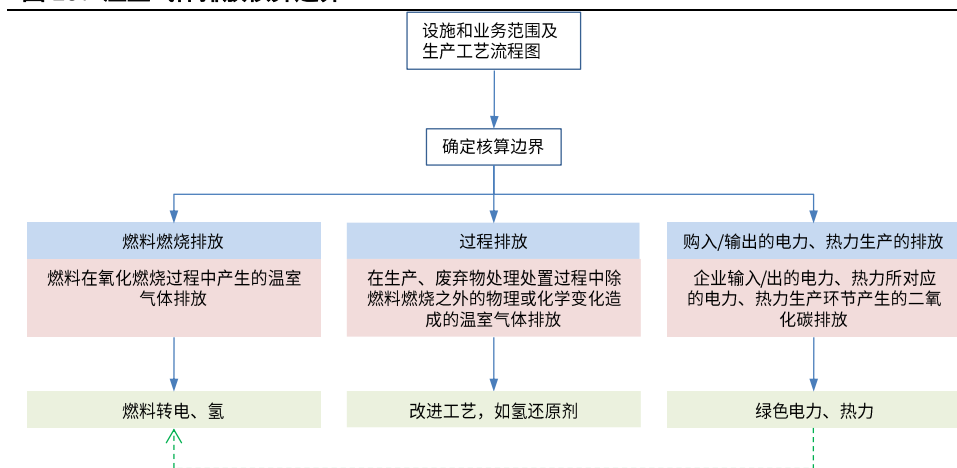 设施和业务范围及
生产工艺流程图
确定核算边界
燃料燃烧排放
燃料在氧化燃烧过程中产生的温室
气体排放
过程排放
在生产、废弃物处理处置过程中除
燃料燃烧之外的物理或化学变化造
成的温室气体排放
购入/输出的电力、热力生产的排放
企业输入/出的电力、热力所对应
的电力、热力生产环节产生的二氧
化碳排放
燃料转电、氢
改进工艺，如氢还原剂
绿色电力、热力